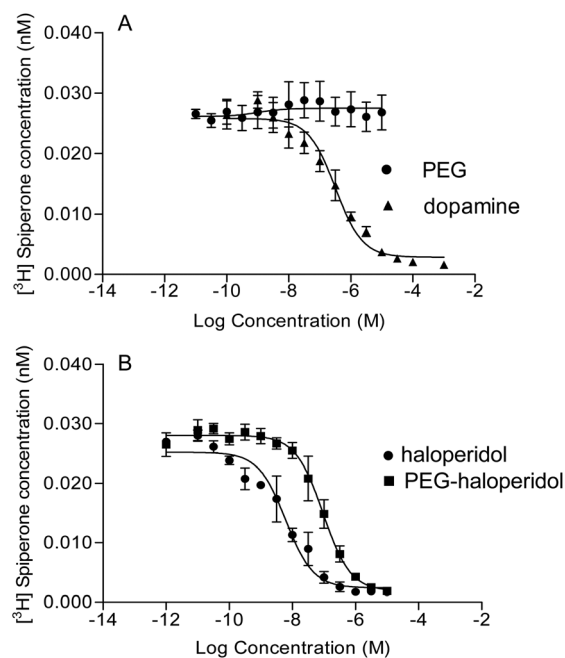 A
0.040
0.030
0.020
0.010
0.000
[³H] Spiperone concentration (nM)
PEG
dopamine
-14 -12 -10 -8 -6 -4 -2
Log Concentration (M)
B
0.040
0.030
0.020
0.010
0.000
[³H] Spiperone concentration (nM)
haloperidol
PEG-haloperidol
-14 -12 -10 -8 -6 -4 -2
Log Concentration (M)